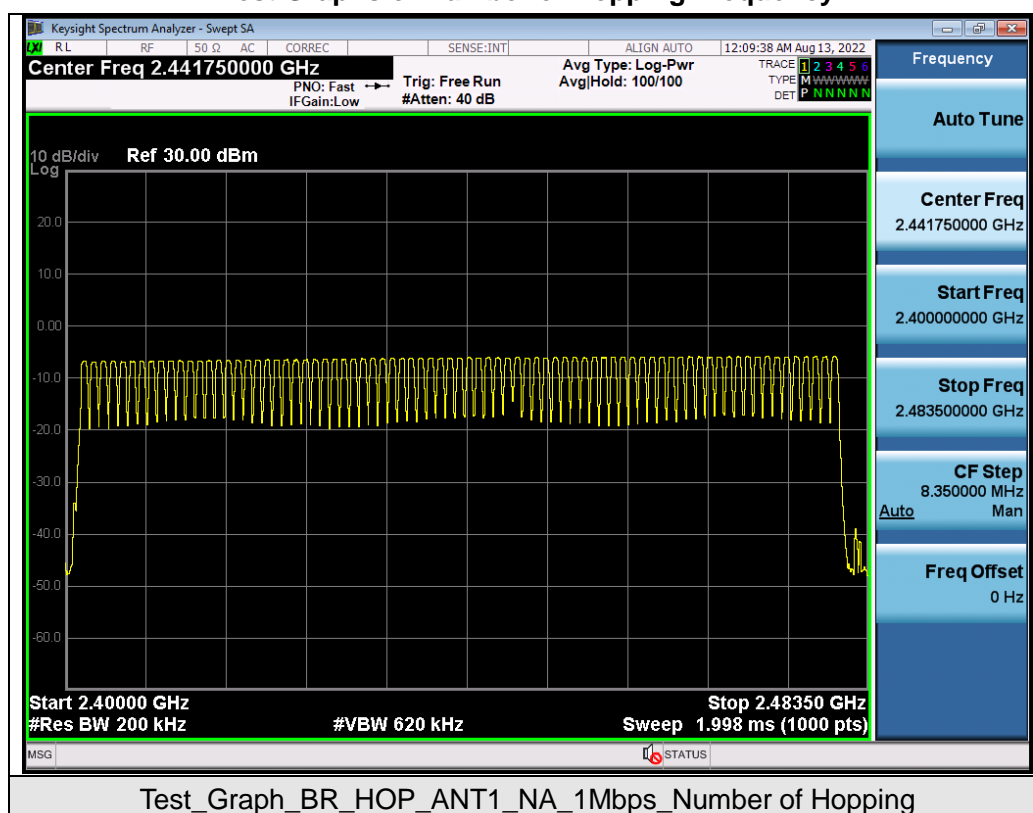 Keysight Spectrum Analyzer - Swept SA
LXI RL RF 50 Ω AC CORREC SENSE:INT ALIGN AUTO 12:09:38 AM Aug 13, 2022
Center Freq 2.441750000 GHz
PNO: Fast
IFGain:Low
Trig: Free Run
#Atten: 40 dB
Avg Type: Log-Pwr
Avg|Hold: 100/100
TRACE 1 2 3 4 5 6
TYPE M WWWWW
DET P N N N N N
10 dB/div Ref 30.00 dBm
Log
20.0
10.0
0.00
-10.0
-20.0
-30.0
-40.0
-50.0
-60.0
Start 2.40000 GHz Stop 2.48350 GHz
#Res BW 200 kHz #VBW 620 kHz Sweep 1.998 ms (1000 pts)
MSG STATUS
Frequency
Auto Tune
Center Freq
2.441750000 GHz
Start Freq
2.400000000 GHz
Stop Freq
2.483500000 GHz
CF Step
8.350000 MHz
Auto Man
Freq Offset
0 Hz
Test_Graph_BR_HOP_ANT1_NA_1Mbps_Number of Hopping